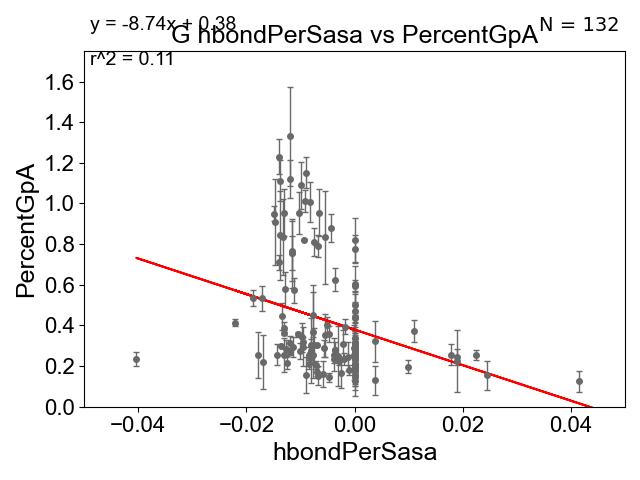 y = -8.74x + 0.38
N = 132
G hbondPerSasa vs PercentGpA
r^2 = 0.11
PercentGpA
1.6
1.4
1.2
1.0
0.8
0.6
0.4
0.2
0.0
−0.04 −0.02 0.00 0.02 0.04
hbondPerSasa